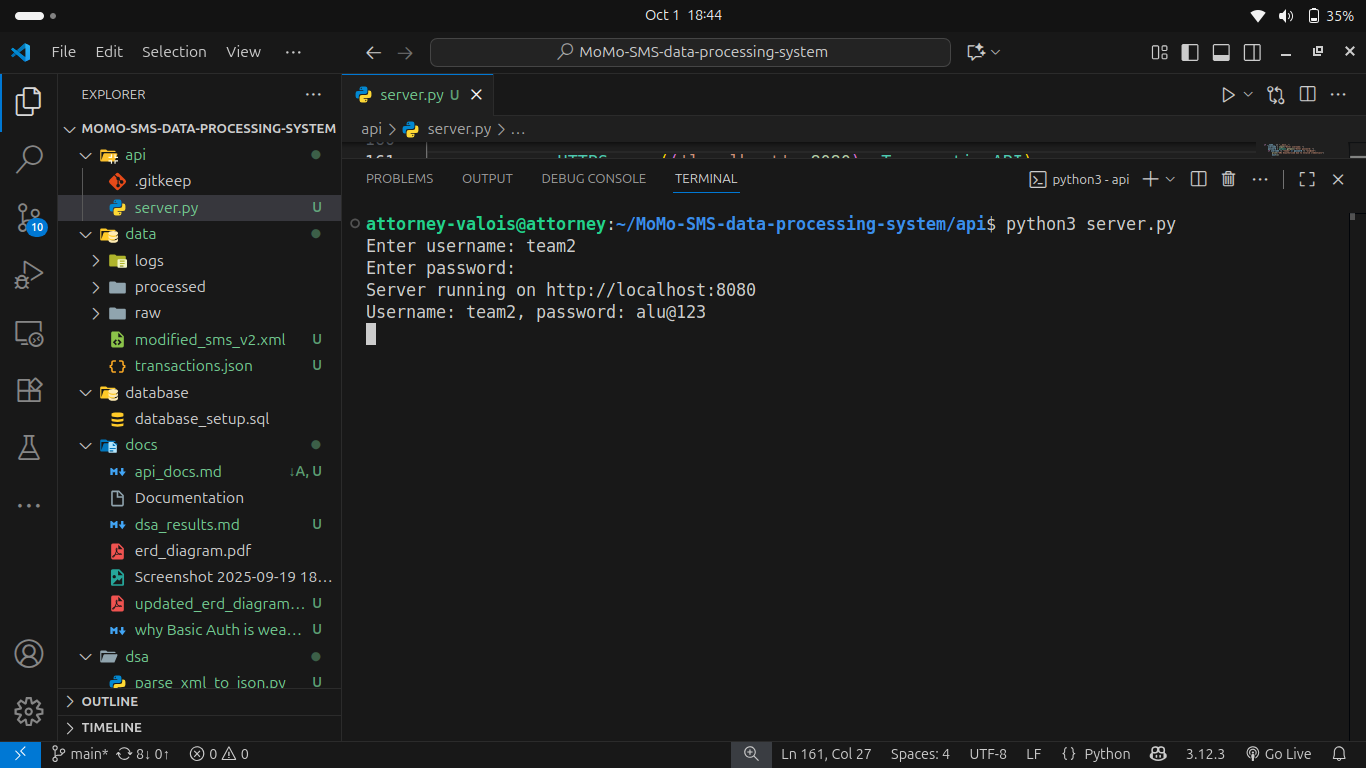 Oct 1 18:44
35%
File Edit Selection View
MoMo-SMS-data-processing-system
EXPLORER
server.py U
MOMO-SMS-DATA-PROCESSING-SYSTEM
api > server.py > ...
api
161
.gitkeep
PROBLEMS OUTPUT DEBUG CONSOLE TERMINAL
python3 - api
server.py U
data
logs
processed
raw
modified_sms_v2.xml U
transactions.json U
database
database_setup.sql
docs
api_docs.md ↓A, U
Documentation
dsa_results.md U
erd_diagram.pdf
Screenshot 2025-09-19 18...
updated_erd_diagram... U
why Basic Auth is wea... U
dsa
parse_xml_to_json.py U
OUTLINE
TIMELINE
10
attorney-valois@attorney:~/MoMo-SMS-data-processing-system/api$ python3 server.py
Enter username: team2
Enter password:
Server running on http://localhost:8080
Username: team2, password: alu@123
main* 8↓ 0↑ 0 0
Ln 161, Col 27 Spaces: 4 UTF-8 LF {} Python 3.12.3 Go Live